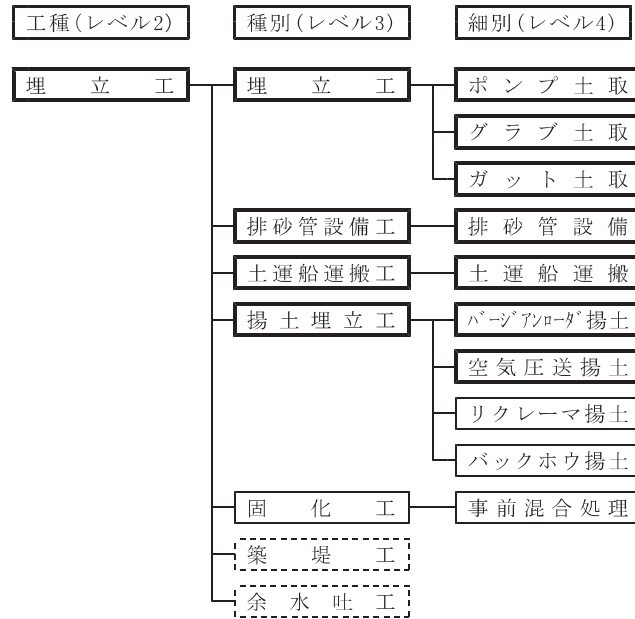 工種(レベル2) 種別(レベル3) 細別(レベル4)
埋立工 埋立工 ポンプ土取
グラブ土取
ガット土取
排砂管設備工 排砂管設備
土運船運搬工 土運船運搬
揚土埋立工 バージアンローダ揚土
空気圧送揚土
リクレーマ揚土
バックホウ揚土
固化工 事前混合処理
築堤工
余水吐工